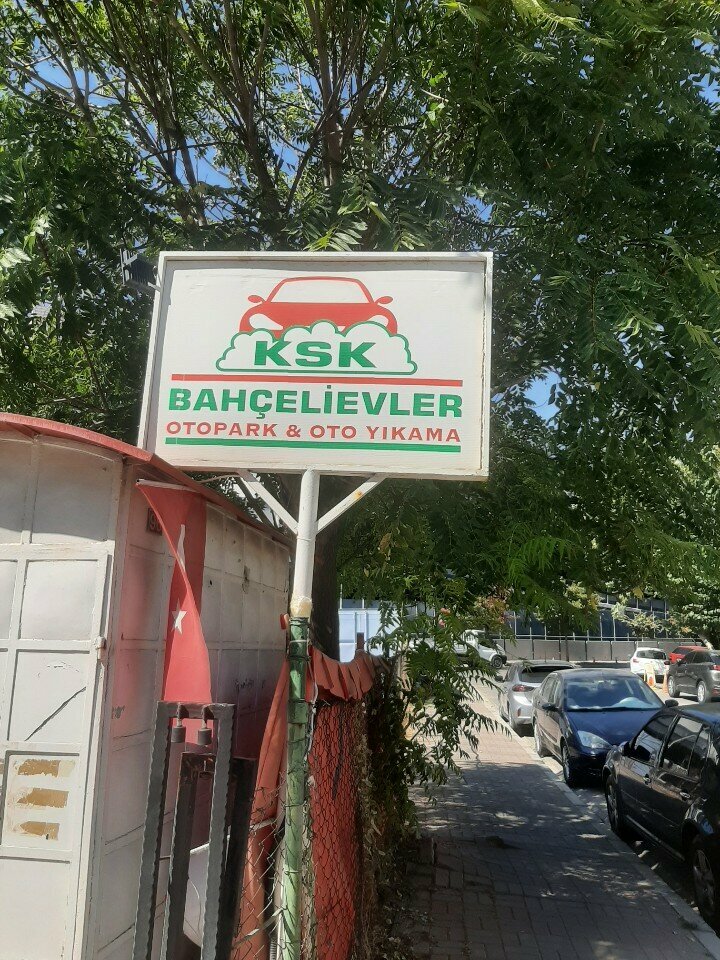 KSK
BAHÇELİEVLER
OTOPARK & OTO YIKAMA